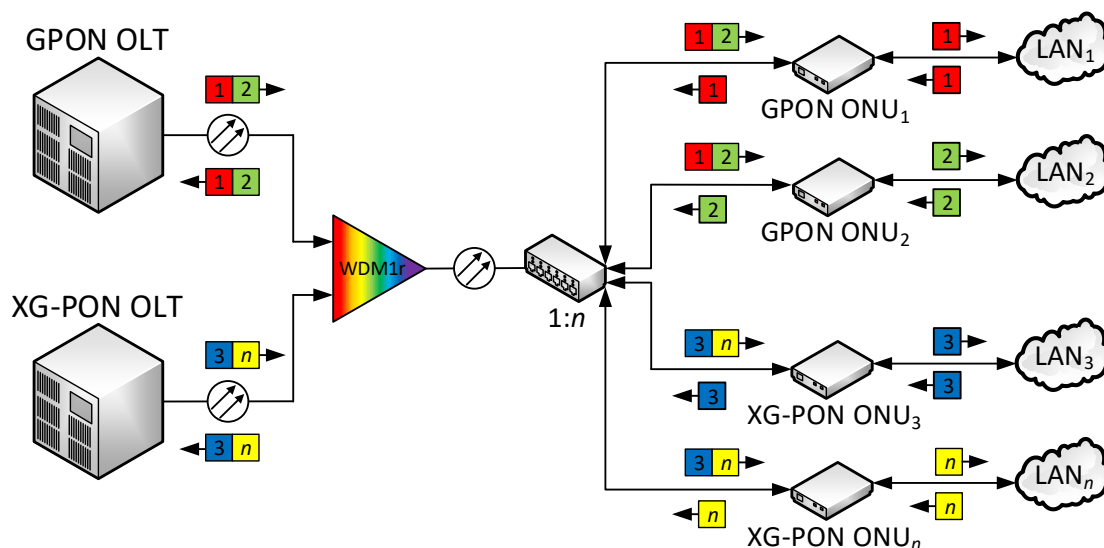 GPON OLT
1 2
1 2
XG-PON OLT
3 n
3 n
WDM1r
1:n
1 2
1
GPON ONU1
1
1
LAN1
1 2
2
GPON ONU2
2
2
LAN2
3 n
3
XG-PON ONU3
3
3
LAN3
3 n
n
XG-PON ONUn
n
n
LANn